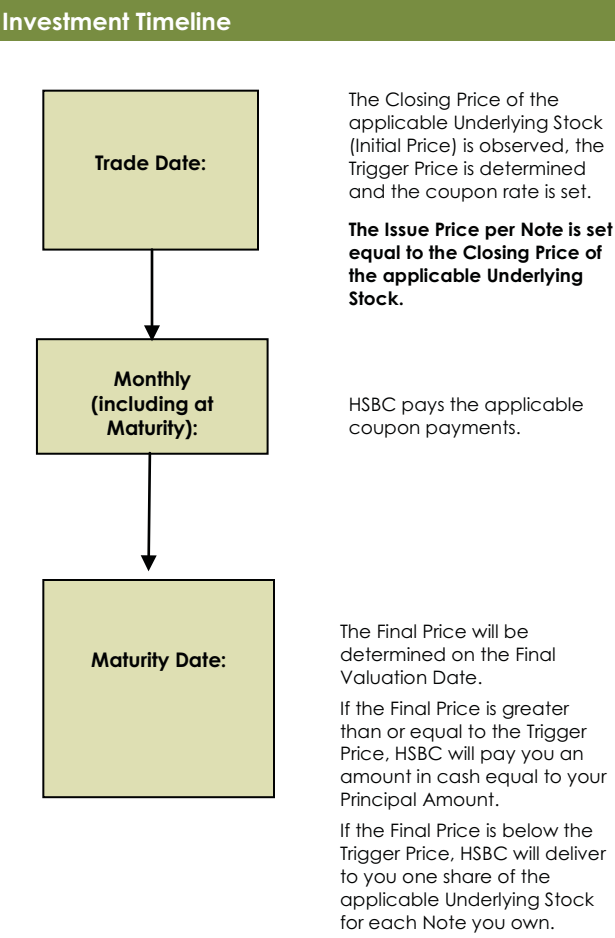 Investment Timeline
Trade Date:
The Closing Price of the
applicable Underlying Stock
(Initial Price) is observed, the
Trigger Price is determined
and the coupon rate is set.
The Issue Price per Note is set
equal to the Closing Price of
the applicable Underlying
Stock.
Monthly
(including at
Maturity):
HSBC pays the applicable
coupon payments.
Maturity Date:
The Final Price will be
determined on the Final
Valuation Date.
If the Final Price is greater
than or equal to the Trigger
Price, HSBC will pay you an
amount in cash equal to your
Principal Amount.
If the Final Price is below the
Trigger Price, HSBC will deliver
to you one share of the
applicable Underlying Stock
for each Note you own.